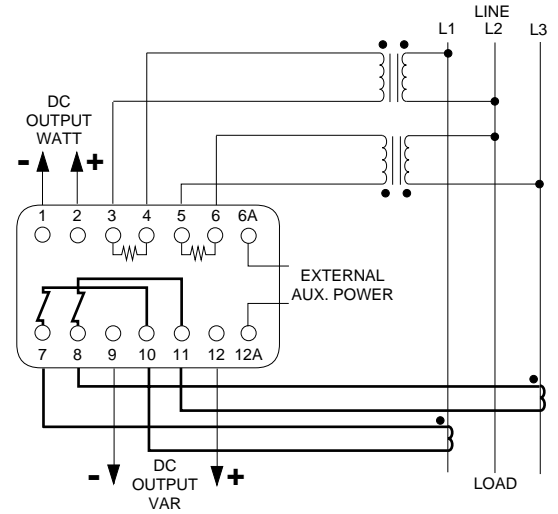 LINE
L1 L2 L3
DC
OUTPUT
WATT
- +
1 2 3 4 5 6 6A
EXTERNAL
AUX. POWER
7 8 9 10 11 12 12A
- +
DC
OUTPUT
VAR
LOAD